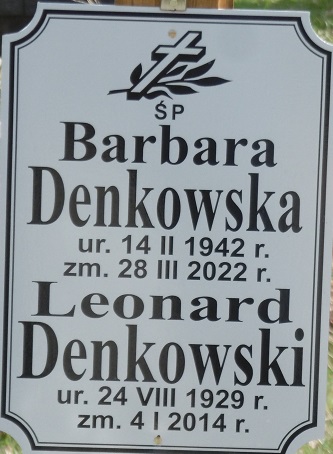 ŚP
Barbara
Denkowska
ur. 14 II 1942 r.
zm. 28 III 2022 r.
Leonard
Denkowski
ur. 24 VIII 1929 r.
zm. 4 I 2014 r.